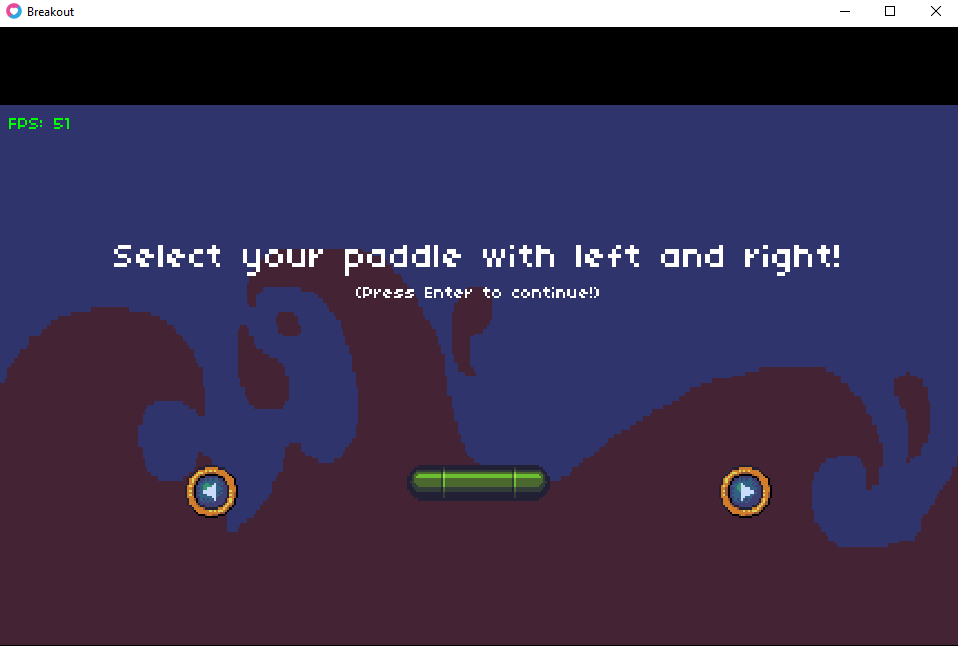 Breakout
FPS: 51
Select your paddle with left and right!
(Press Enter to continue!)